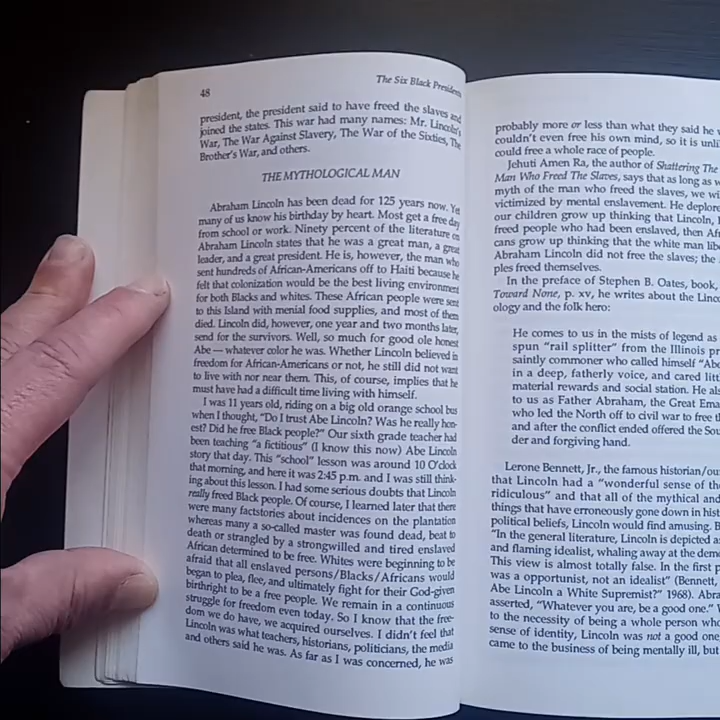 48
The Six Black Presidents
president, the president said to have freed the slaves and
joined the states. This war had many names: Mr. Lincoln's
War, The War Against Slavery, The War of the Sixties, The
Brother's War, and others.
THE MYTHOLOGICAL MAN
Abraham Lincoln has been dead for 125 years now. Yet
many of us know his birthday by heart. Most get a free day
from school or work. Ninety percent of the literature on
Abraham Lincoln states that he was a great man, a great
leader, and a great president. He is, however, the man who
sent hundreds of African-Americans off to Haiti because he
felt that colonization would be the best living environment
for both Blacks and whites. These African people were sent
to this Island with menial food supplies, and most of them
died. Lincoln did, however, one year and two months later,
send for the survivors. Well, so much for good ole honest
Abe — whatever color he was. Whether Lincoln believed in
freedom for African-Americans or not, he still did not want
to live with nor near them. This, of course, implies that he
must have had a difficult time living with himself.
I was 11 years old, riding on a big old orange school bus
when I thought, "Do I trust Abe Lincoln? Was he really hon-
est? Did he free Black people?" Our sixth grade teacher had
been teaching "a fictitious" (I know this now) Abe Lincoln
story that day. This "school" lesson was around 10 O'clock
that morning, and here it was 2:45 p.m. and I was still think-
ing about this lesson. I had some serious doubts that Lincoln
really freed Black people. Of course, I learned later that there
were many factstories about incidences on the plantation
whereas many a so-called master was found dead, beat to
death or strangled by a strongwilled and tired enslaved
African determined to be free. Whites were beginning to be
afraid that all enslaved persons/Blacks/Africans would
began to plea, flee, and ultimately fight for their God-given
birthright to be a free people. We remain in a continuous
struggle for freedom even today. So I know that the free-
dom we do have, we acquired ourselves. I didn't feel that
Lincoln was what teachers, historians, politicians, the media
and others said he was. As far as I was concerned, he was
probably more or less than what they said he
couldn't even free his own mind, so it is
could free a whole race of people.
Jehuti Amen Ra, the author of Shattering The
Man Who Freed The Slaves, says that as long as
myth of the man who freed the slaves, we
victimized by mental enslavement. He
our children grow up thinking that Lincoln,
freed people who had been enslaved, then
cans grow up thinking that the white man
Abraham Lincoln did not free the slaves; the
ples freed themselves.
In the preface of Stephen B. Oates, book,
Toward None, p. xv, he writes about the
ology and the folk hero:
He comes to us in the mists of legend as
spun "rail splitter" from the Illinois
saintly commoner who called himself
in a deep, fatherly voice, and cared
material rewards and social station. He
to us as Father Abraham, the Great
who led the North off to civil war to free
and after the conflict ended offered the
der and forgiving hand.
Lerone Bennett, Jr., the famous
that Lincoln had a "wonderful sense of the
ridiculous" and that all of the mythical and
things that have erroneously gone down in
political beliefs, Lincoln would find amusing.
"In the general literature, Lincoln is depicted
and flaming idealist, whaling away at the
This view is almost totally false. In the first
was a opportunist, not an idealist" (Bennett,
Abe Lincoln a White Supremist?" 1968).
asserted, "Whatever you are, be a good one."
to the necessity of being a whole person
sense of identity, Lincoln was not a good one
came to the business of being mentally ill,